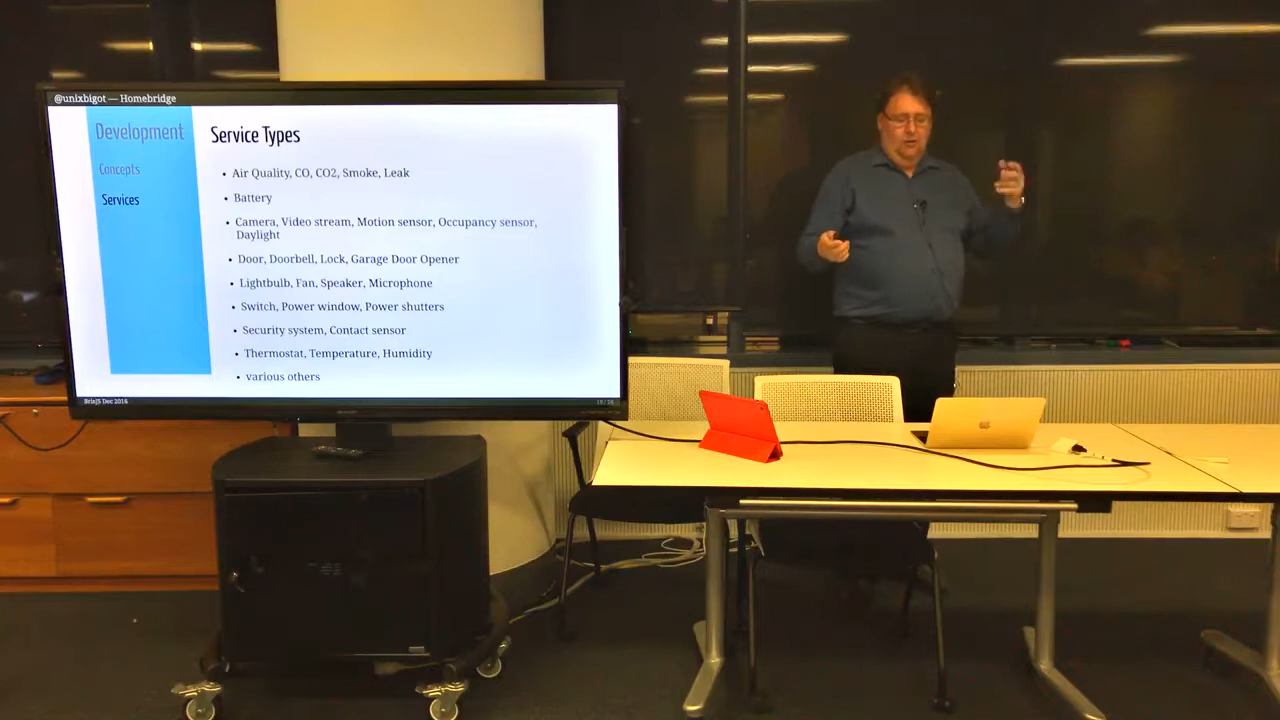 @unixbigot — Homebridge
Development
Concepts
Services
Service Types
• Air Quality, CO, CO2, Smoke, Leak
• Battery
• Camera, Video stream, Motion sensor, Occupancy sensor,
Daylight
• Door, Doorbell, Lock, Garage Door Opener
• Lightbulb, Fan, Speaker, Microphone
• Switch, Power window, Power shutters
• Security system, Contact sensor
• Thermostat, Temperature, Humidity
• various others
BrisJS Dec 2016